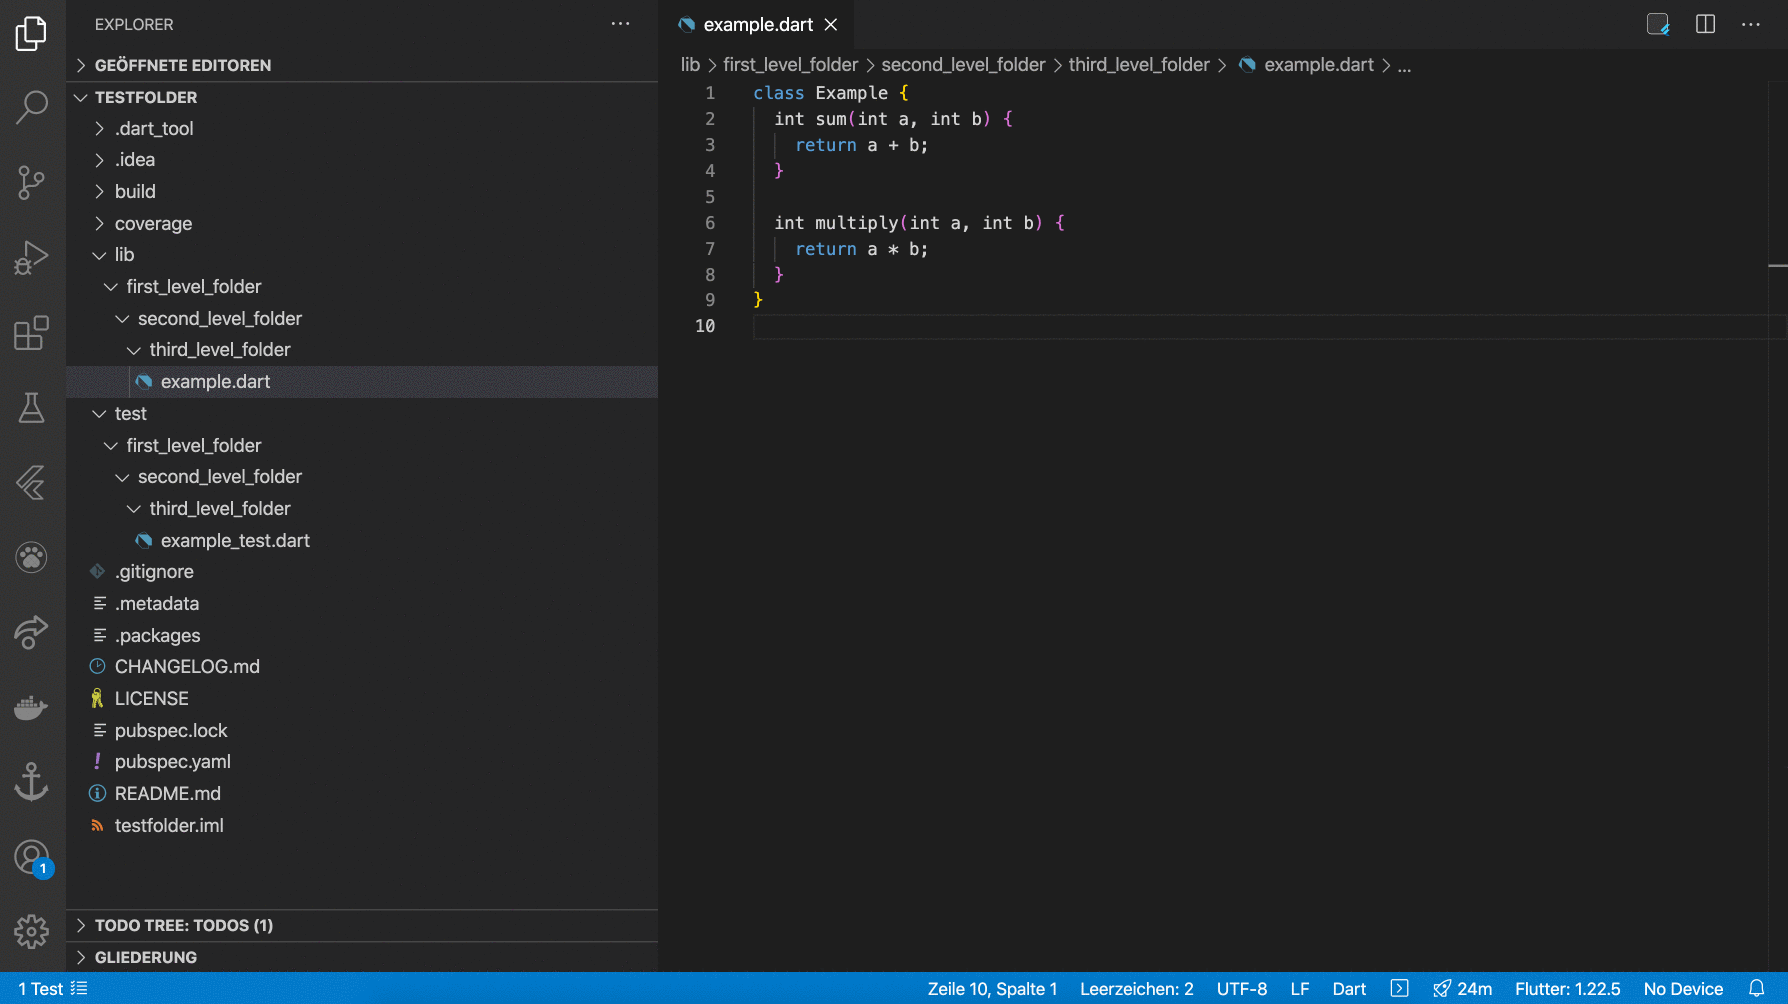 EXPLORER
GEÖFFNETE EDITOREN
TESTFOLDER
.dart_tool
.idea
build
coverage
lib
first_level_folder
second_level_folder
third_level_folder
example.dart
test
first_level_folder
second_level_folder
third_level_folder
example_test.dart
.gitignore
.metadata
.packages
CHANGELOG.md
LICENSE
pubspec.lock
pubspec.yaml
README.md
testfolder.iml
1
TODO TREE: TODOS (1)
GLIEDERUNG
example.dart
lib > first_level_folder > second_level_folder > third_level_folder > example.dart > ...
1 class Example {
2 int sum(int a, int b) {
3 return a + b;
4 }
5
6 int multiply(int a, int b) {
7 return a * b;
8 }
9 }
10
1 Test Zeile 10, Spalte 1 Leerzeichen: 2 UTF-8 LF Dart 24m Flutter: 1.22.5 No Device